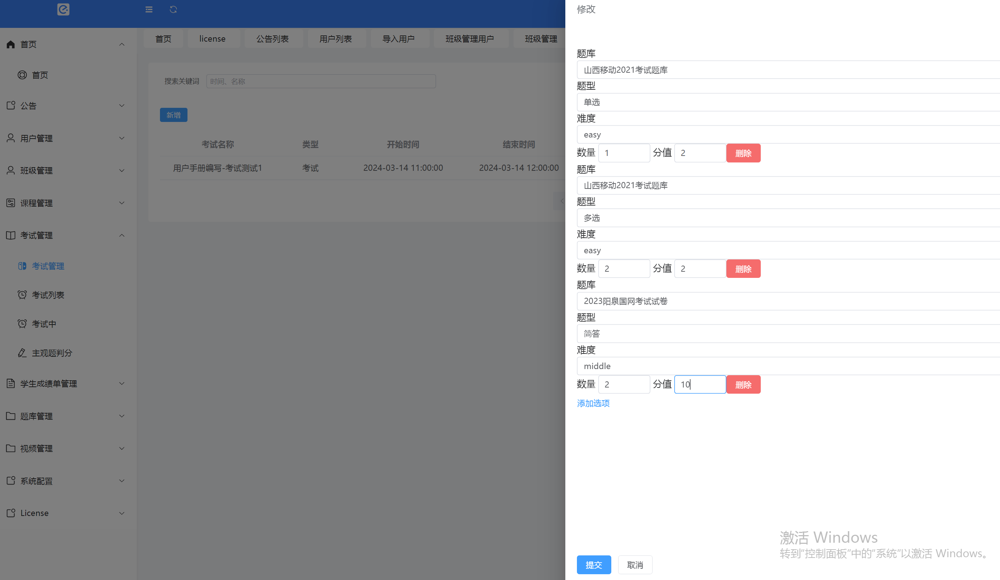 首页
首页
公告
用户管理
班级管理
课程管理
考试管理
考试管理
考试列表
考试中
主观题判分
学生成绩单管理
题库管理
视频管理
系统配置
License
首页 license 公告列表 用户列表 导入用户 班级管理用户 班级管理
搜索关键词 时间、名称
新增
考试名称 类型 开始时间 结束时间
用户手册编写-考试测试1 考试 2024-03-14 11:00:00 2024-03-14 12:00:00
修改
题库
山西移动2021考试题库
题型
单选
难度
easy
数量 1 分值 2 删除
题库
山西移动2021考试题库
题型
多选
难度
easy
数量 2 分值 2 删除
题库
2023阳泉国网考试试卷
题型
简答
难度
middle
数量 2 分值 10 删除
添加选项
提交 取消
激活 Windows
转到“控制面板”中的“系统”以激活 Windows。